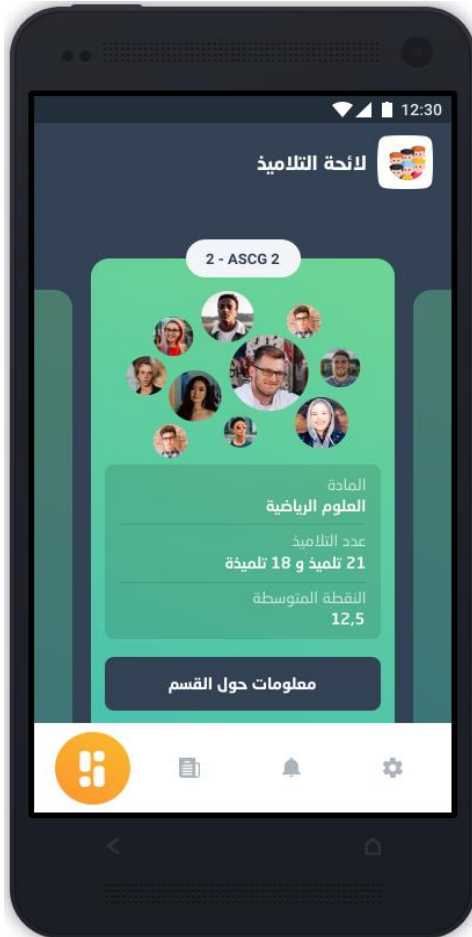 12:30
لائحة التلاميذ
2 - ASCG 2
المادة
العلوم الرياضية
عدد التلاميذ
21 تلميذ و 18 تلميذة
النقطة المتوسطة
12,5
معلومات حول القسم